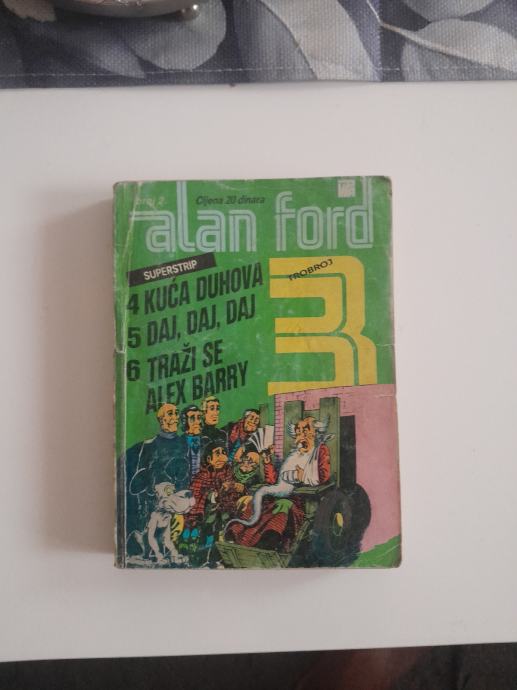 broj 2
Cijena 20 dinara
alan ford
SUPERSTRIP
TROBROJ
3
4 KUĆA DUHOVA
5 DAJ, DAJ, DAJ
6 TRAŽI SE
ALEX BARRY